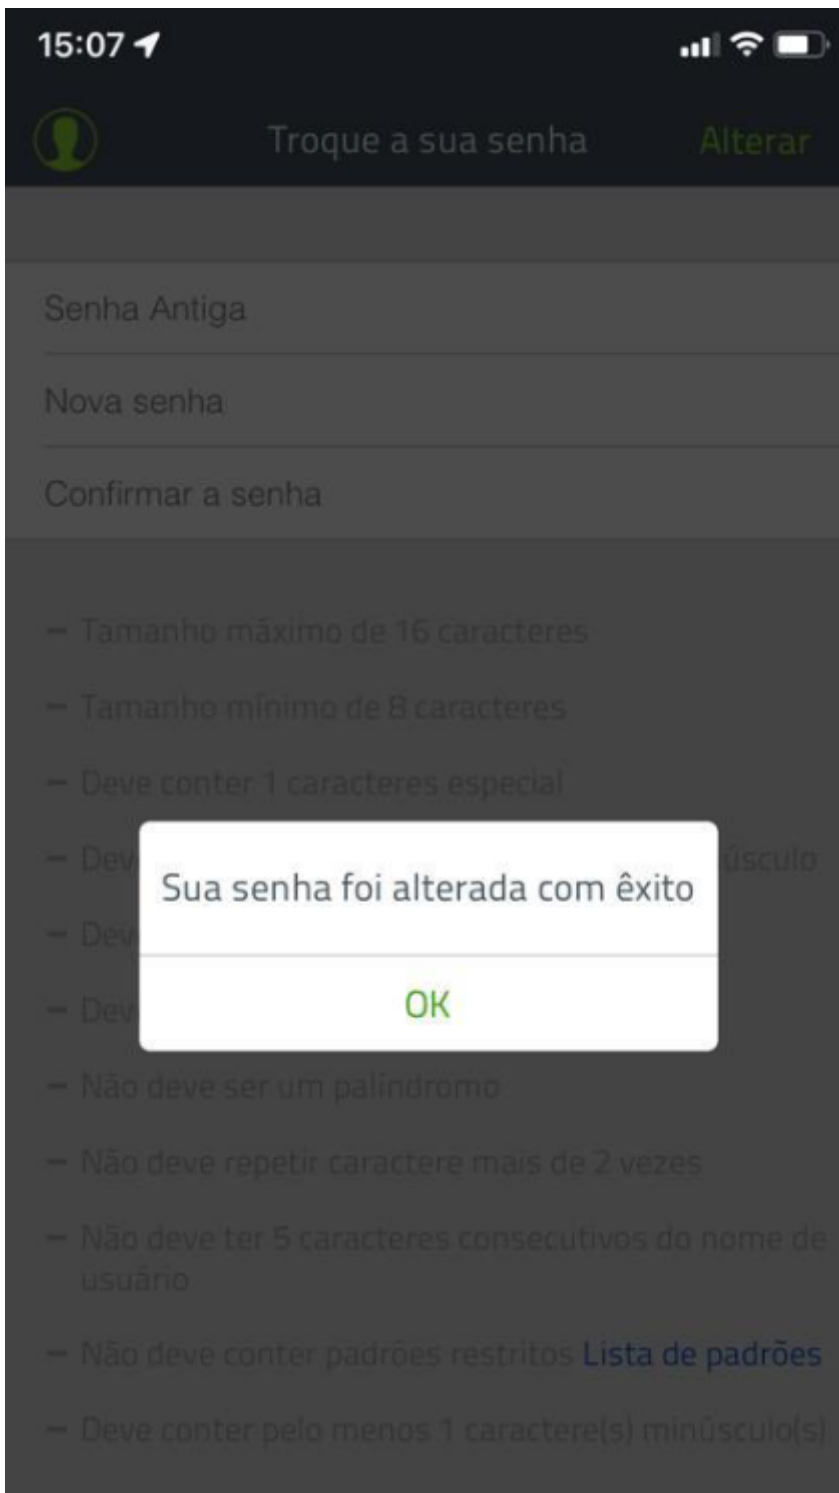 15:07
Troque a sua senha
Alterar
Senha Antiga
Nova senha
Confirmar a senha
- Tamanho máximo de 16 caracteres
- Tamanho mínimo de 8 caracteres
- Deve conter 1 caracteres especial
- Dev
Sua senha foi alterada com êxito
- Dev
OK
- Dev
- Não deve ser um palíndromo
- Não deve repetir caractere mais de 2 vezes
- Não deve ter 5 caracteres consecutivos do nome de
usuário
- Não deve conter padrões restritos Lista de padrões
- Deve conter pelo menos 1 caractere(s) minúsculo(s)